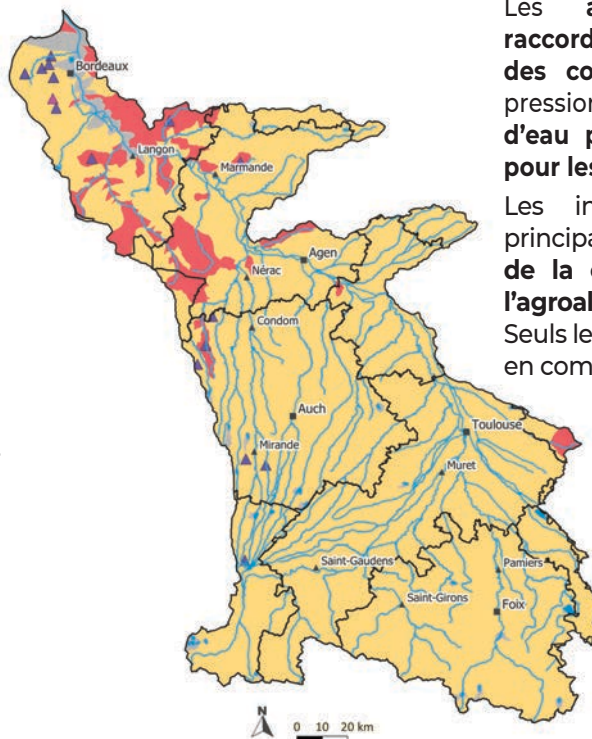 Bordeaux
Langon
Marmande
Agen
Nérac
Condom
Auch
Mirande
Toulouse
Muret
Saint-Gaudens
Saint-Girons
Pamiers
Foix
N
0 10 20 km
Les
raccord
des co
pression
d'eau p
pour les
Les in
principa
de la
l'agroal
Seuls le
en com